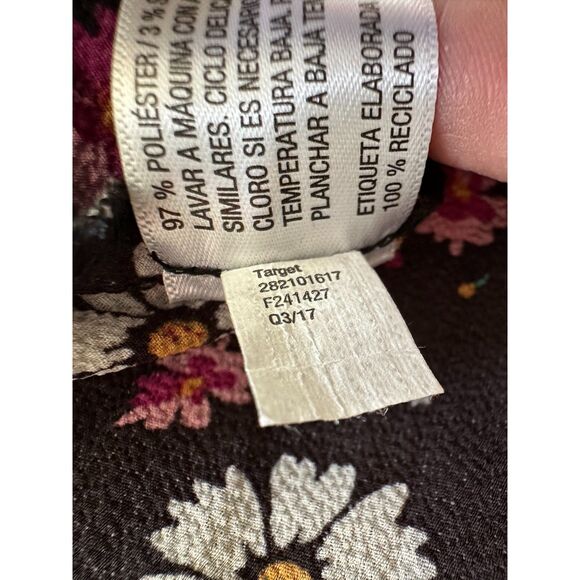 97 % POLIÉSTER / 3 %
LAVAR A MÁQUINA CON
SIMILARES. CICLO
CLORO SI ES NECESARIO
TEMPERATURA BAJA.
PLANCHAR A BAJA
ETIQUETA ELABORADA
100 % RECICLADO
Target
282101617
F241427
Q3/17